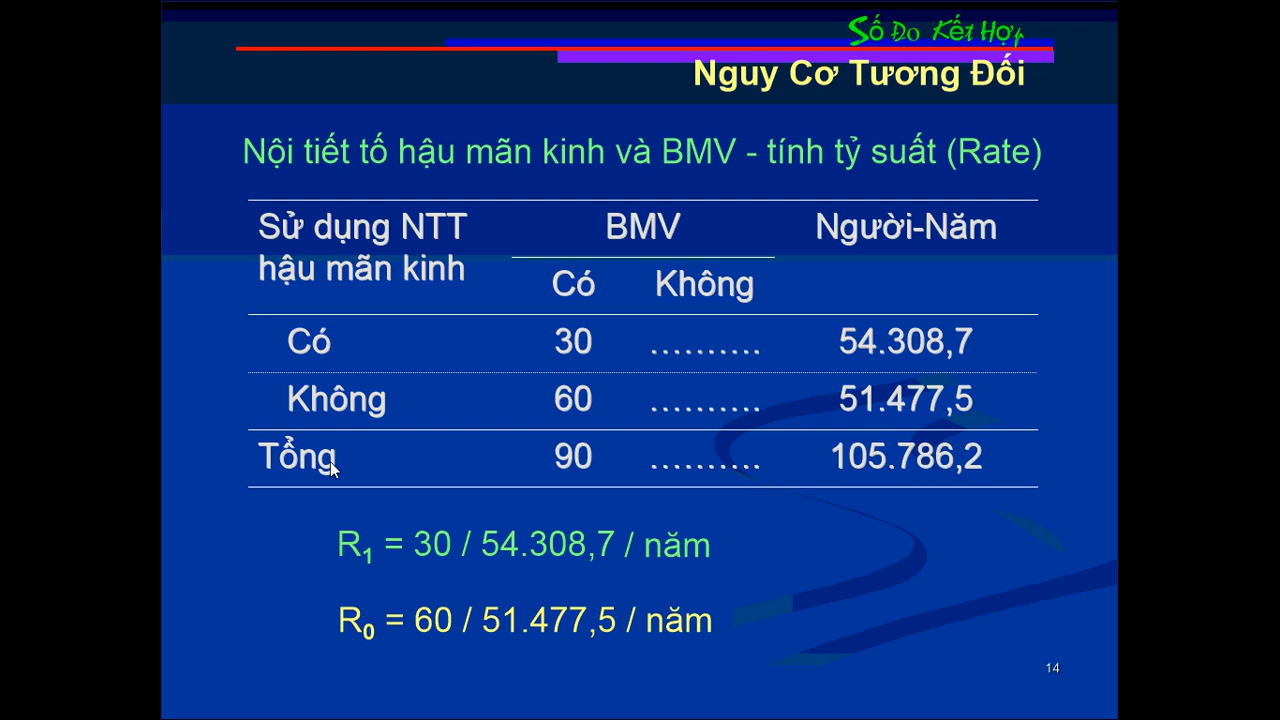 Số Đo Kết Hợp
Nguy Cơ Tương Đối
Nội tiết tố hậu mãn kinh và BMV - tính tỷ suất (Rate)
Sử dụng NTT hậu mãn kinh BMV Người-Năm
Có Không
Có 30 ………. 54.308,7
Không 60 ………. 51.477,5
Tổng 90 ………. 105.786,2
R1 = 30 / 54.308,7 / năm
R0 = 60 / 51.477,5 / năm
14